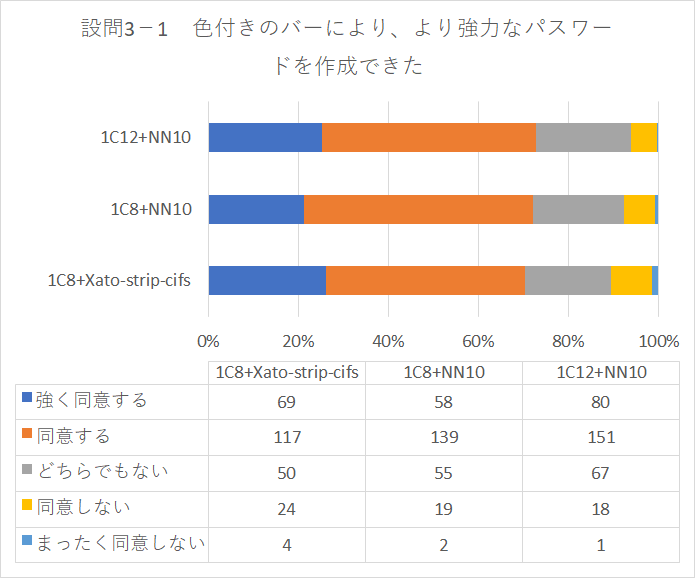 設問3－1　色付きのバーにより、より強力なパスワー
ドを作成できた
1C12+NN10
1C8+NN10
1C8+Xato-strip-cifs
0% 20% 40% 60% 80% 100%
1C8+Xato-strip-cifs 1C8+NN10 1C12+NN10
強く同意する 69 58 80
同意する 117 139 151
どちらでもない 50 55 67
同意しない 24 19 18
まったく同意しない 4 2 1